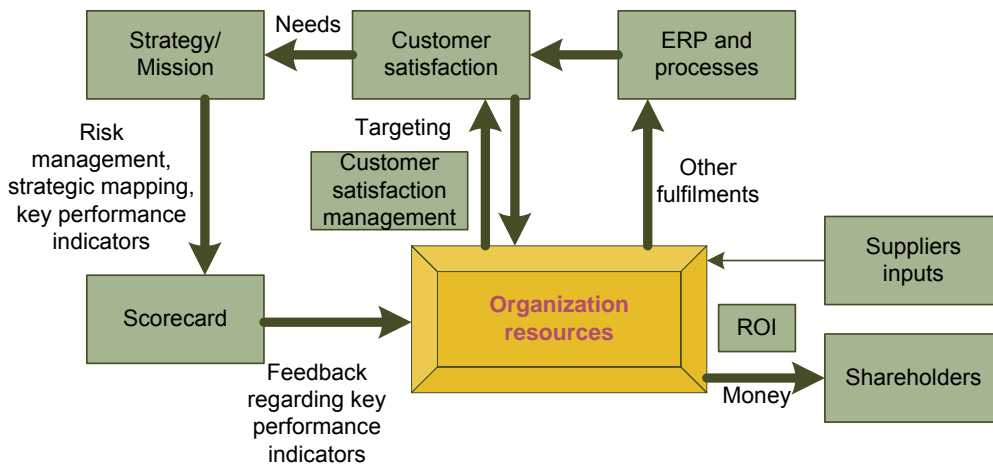 Needs
Strategy/
Mission
Customer
satisfaction
ERP and
processes
Risk
management,
strategic mapping,
key performance
indicators
Targeting
Customer
satisfaction
management
Other
fulfilments
Suppliers
inputs
Scorecard
Organization
resources
ROI
Shareholders
Money
Feedback
regarding key
performance
indicators